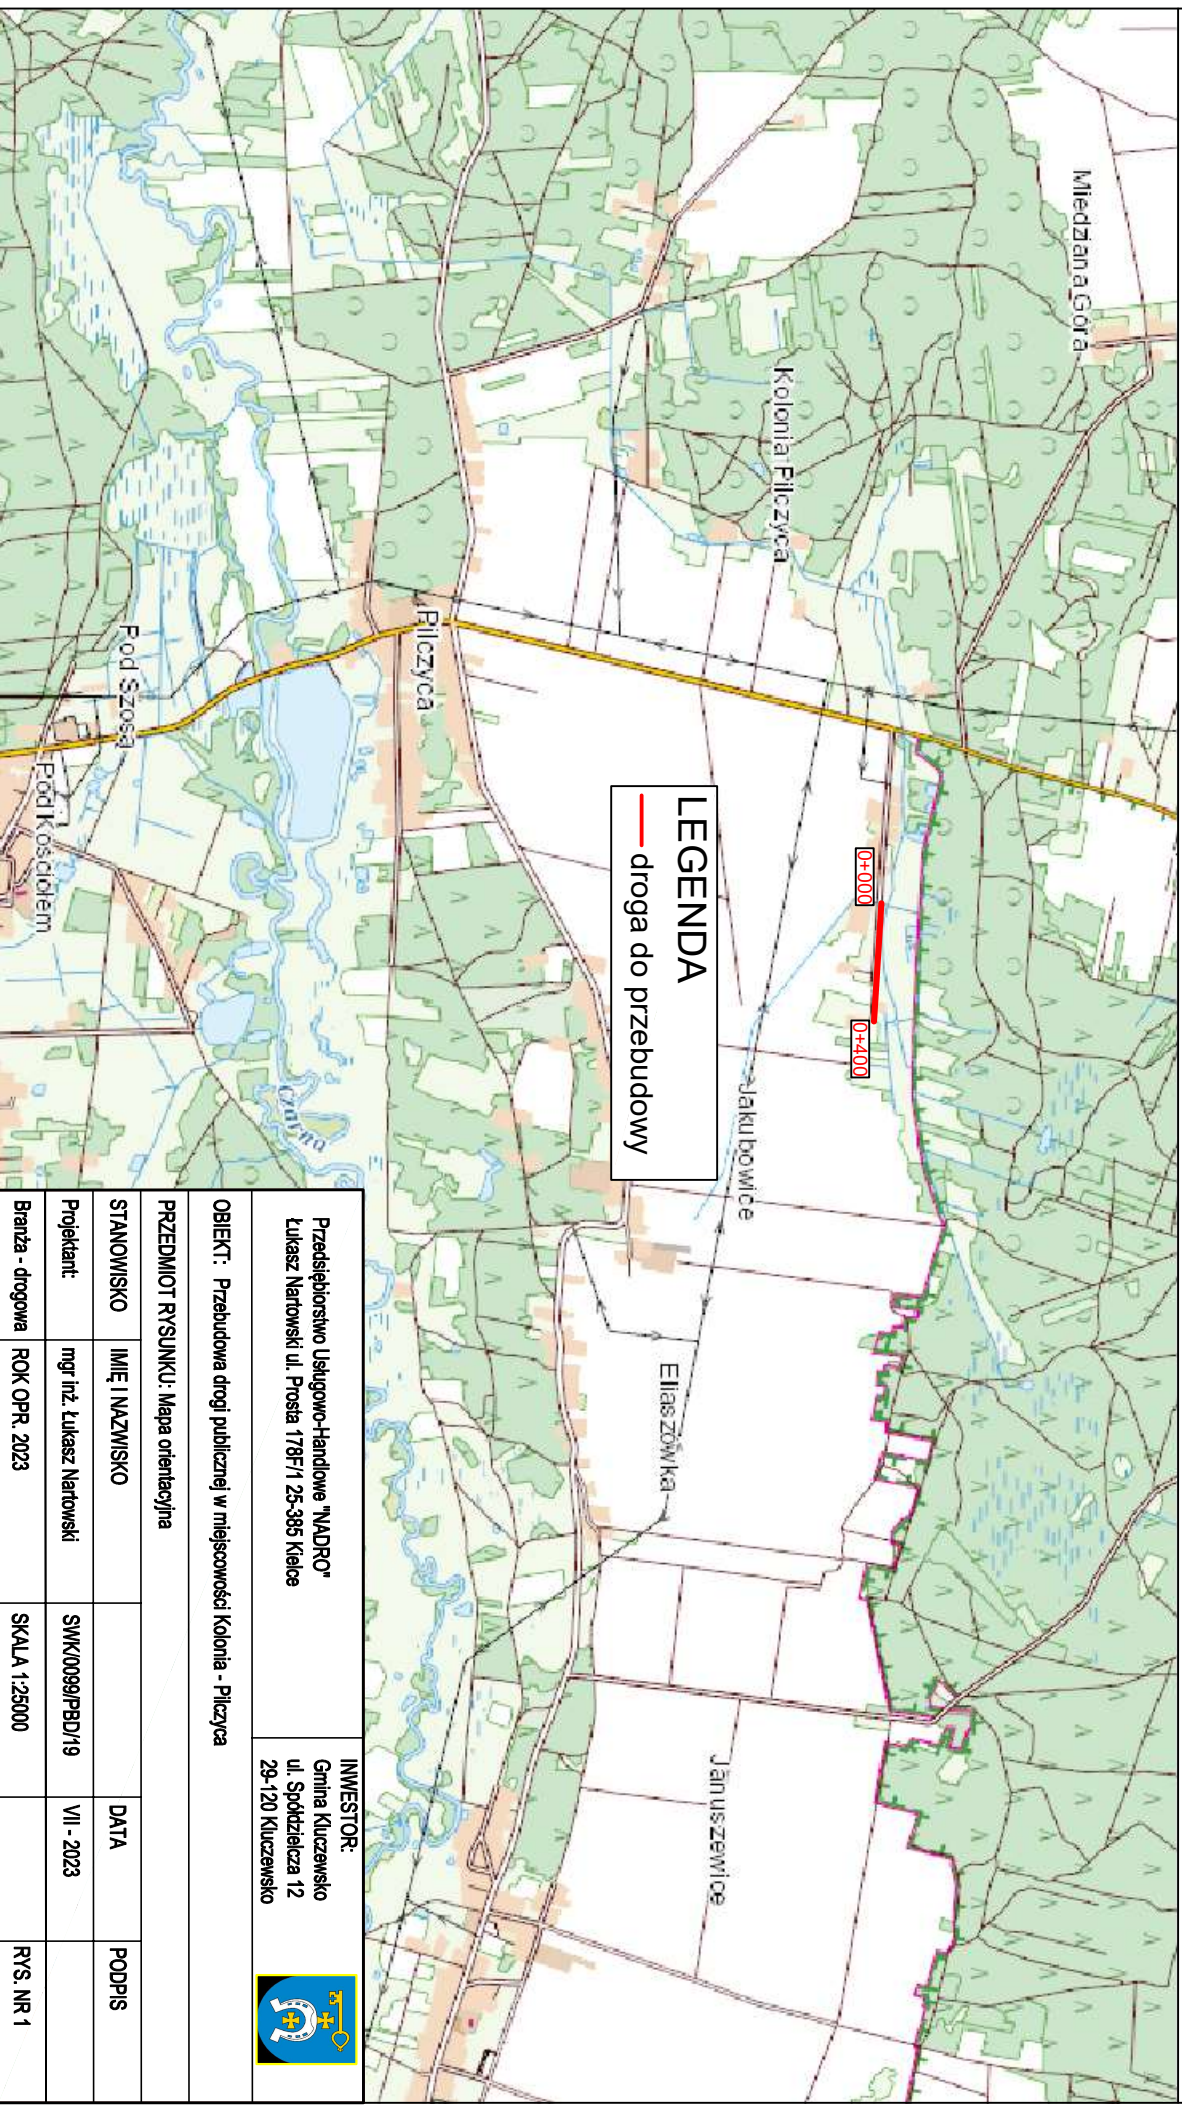 Miedziana Góra
Kolonia Pilczyca
Pilczyca
Pod Szosą
Pod Kościołem
Czarna
Jakubowice
Eliaszówka
Januszewice
0+000
0+400
LEGENDA
droga do przebudowy
Przedsiębiorstwo Usługowo-Handlowe "NADRO"
Łukasz Nartowski ul. Prosta 178F/1 25-385 Kielce
INWESTOR:
Gmina Kluczewsko
ul. Spółdzielcza 12
29-120 Kluczewsko
OBIEKT: Przebudowa drogi publicznej w miejscowości Kolonia - Pilczyca
PRZEDMIOT RYSUNKU: Mapa orientacyjna
STANOWISKO IMIĘ I NAZWISKO DATA PODPIS
Projektant: mgr inż. Łukasz Nartowski SWK/0099/PBD/19 VII - 2023
Branża - drogowa ROK OPR. 2023 SKALA 1:25000 RYS. NR 1